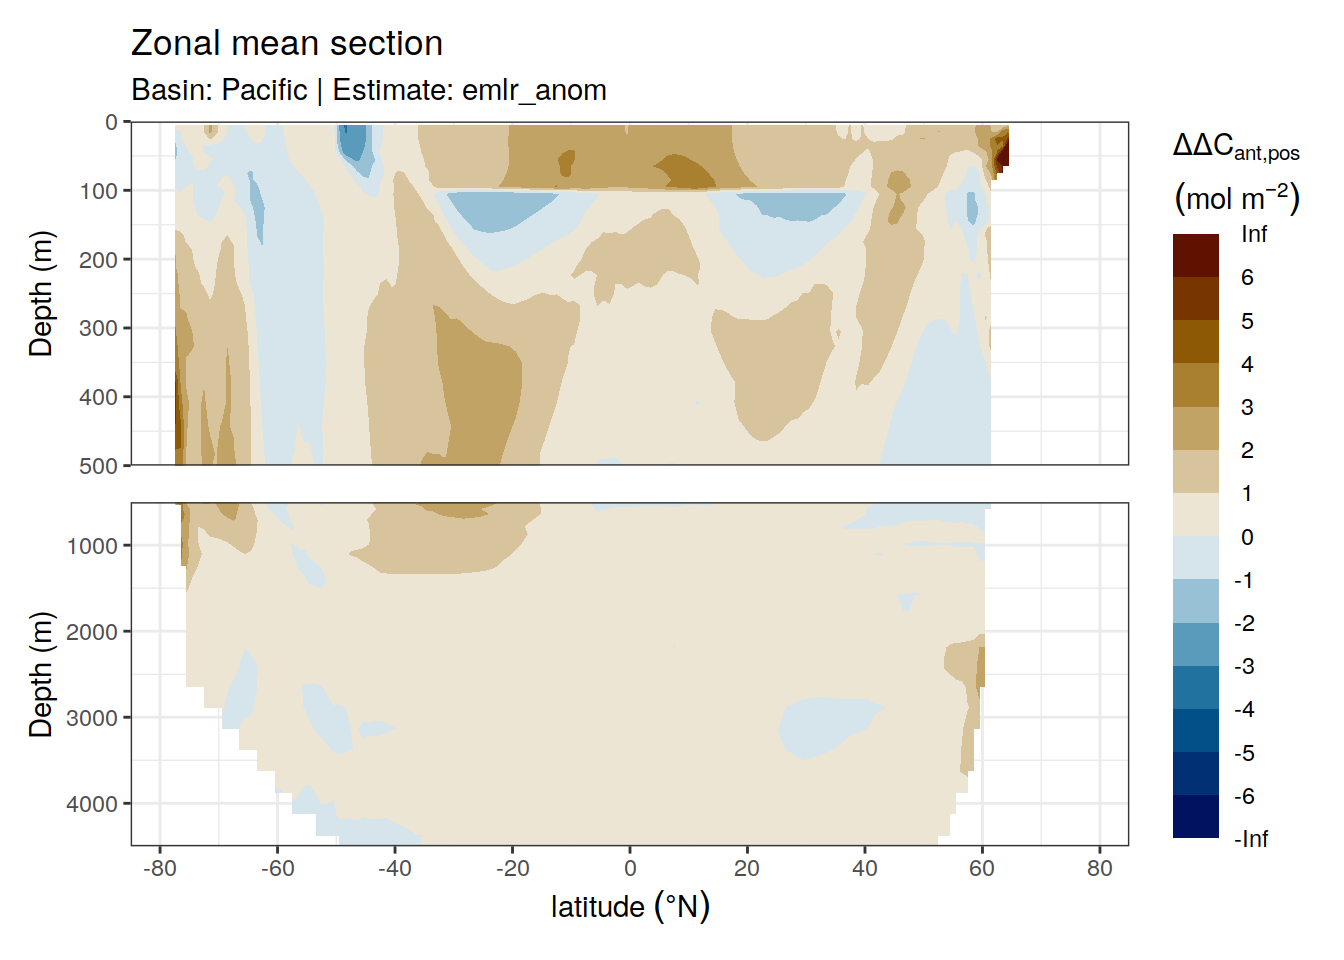 Zonal mean section
Basin: Pacific | Estimate: emlr_anom
0
100
200
300
400
500
Depth (m)
1000
2000
3000
4000
Depth (m)
-80 -60 -40 -20 0 20 40 60 80
latitude (°N)
ΔΔC_ant,pos
(mol m⁻²)
Inf
6
5
4
3
2
1
0
-1
-2
-3
-4
-5
-6
-Inf